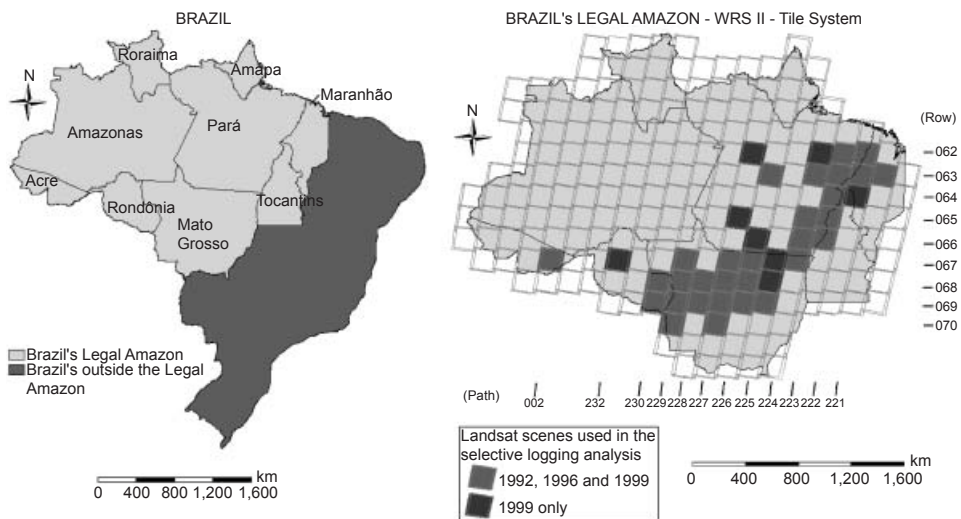 BRAZIL
Roraima
Amapa
N
Maranhão
Amazonas
Pará
Acre
Rondônia
Tocantins
Mato
Grosso
Brazil's Legal Amazon
Brazil's outside the Legal
Amazon
km
0 400 800 1,200 1,600
BRAZIL's LEGAL AMAZON - WRS II - Tile System
N
(Row)
062
063
064
065
066
067
068
069
070
(Path)
002 232 230 229 228 227 226 225 224 223 222 221
Landsat scenes used in the
selective logging analysis
1992, 1996 and 1999
1999 only
km
0 400 800 1,200 1,600